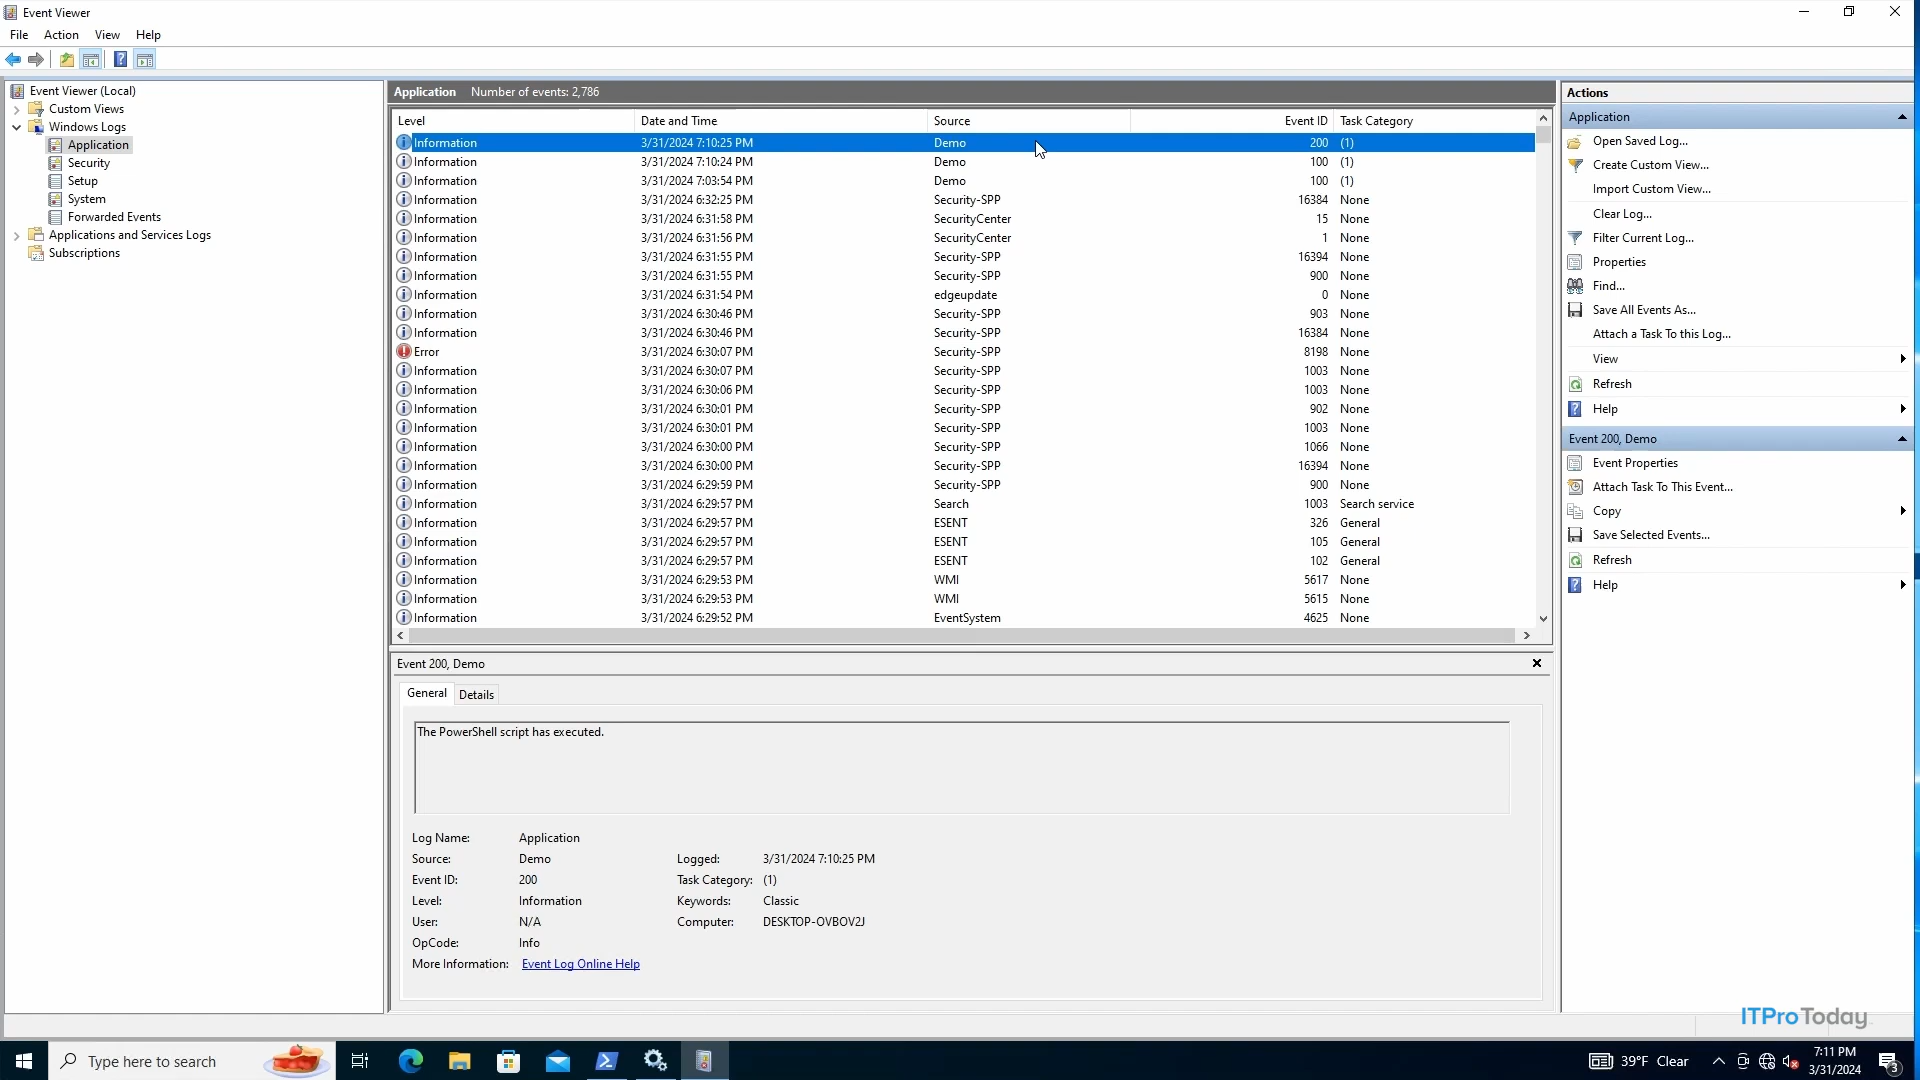 Event Viewer
File Action View Help
Event Viewer (Local)
Custom Views
Windows Logs
Application
Security
Setup
System
Forwarded Events
Applications and Services Logs
Subscriptions
Application Number of events: 2,786
Level Date and Time Source Event ID Task Category
Information 3/31/2024 7:10:25 PM Demo 200 (1)
Information 3/31/2024 7:10:24 PM Demo 100 (1)
Information 3/31/2024 7:03:54 PM Demo 100 (1)
Information 3/31/2024 6:32:25 PM Security-SPP 16384 None
Information 3/31/2024 6:31:58 PM SecurityCenter 15 None
Information 3/31/2024 6:31:56 PM SecurityCenter 1 None
Information 3/31/2024 6:31:55 PM Security-SPP 16394 None
Information 3/31/2024 6:31:55 PM Security-SPP 900 None
Information 3/31/2024 6:31:54 PM edgeupdate 0 None
Information 3/31/2024 6:30:46 PM Security-SPP 903 None
Information 3/31/2024 6:30:46 PM Security-SPP 16384 None
Error 3/31/2024 6:30:07 PM Security-SPP 8198 None
Information 3/31/2024 6:30:07 PM Security-SPP 1003 None
Information 3/31/2024 6:30:06 PM Security-SPP 1003 None
Information 3/31/2024 6:30:01 PM Security-SPP 902 None
Information 3/31/2024 6:30:01 PM Security-SPP 1003 None
Information 3/31/2024 6:30:00 PM Security-SPP 1066 None
Information 3/31/2024 6:30:00 PM Security-SPP 16394 None
Information 3/31/2024 6:29:59 PM Security-SPP 900 None
Information 3/31/2024 6:29:57 PM Search 1003 Search service
Information 3/31/2024 6:29:57 PM ESENT 326 General
Information 3/31/2024 6:29:57 PM ESENT 105 General
Information 3/31/2024 6:29:57 PM ESENT 102 General
Information 3/31/2024 6:29:53 PM WMI 5617 None
Information 3/31/2024 6:29:53 PM WMI 5615 None
Information 3/31/2024 6:29:52 PM EventSystem 4625 None
Event 200, Demo
General Details
The PowerShell script has executed.
Log Name: Application
Source: Demo Logged: 3/31/2024 7:10:25 PM
Event ID: 200 Task Category: (1)
Level: Information Keywords: Classic
User: N/A Computer: DESKTOP-OVBOV2J
OpCode: Info
More Information: Event Log Online Help
Actions
Application
Open Saved Log...
Create Custom View...
Import Custom View...
Clear Log...
Filter Current Log...
Properties
Find...
Save All Events As...
Attach a Task To this Log...
View
Refresh
Help
Event 200, Demo
Event Properties
Attach Task To This Event...
Copy
Save Selected Events...
Refresh
Help
ITProToday
Type here to search
39°F Clear
7:11 PM
3/31/2024
3